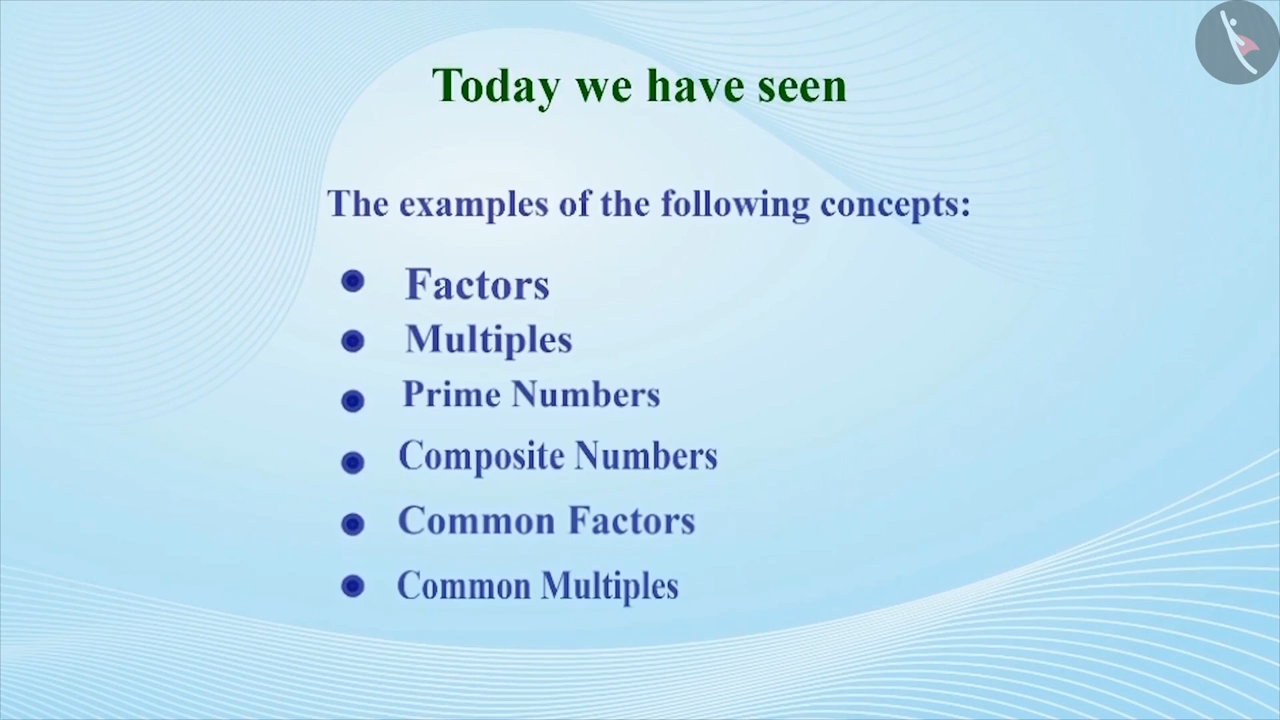 Today we have seen
The examples of the following concepts:
Factors
Multiples
Prime Numbers
Composite Numbers
Common Factors
Common Multiples